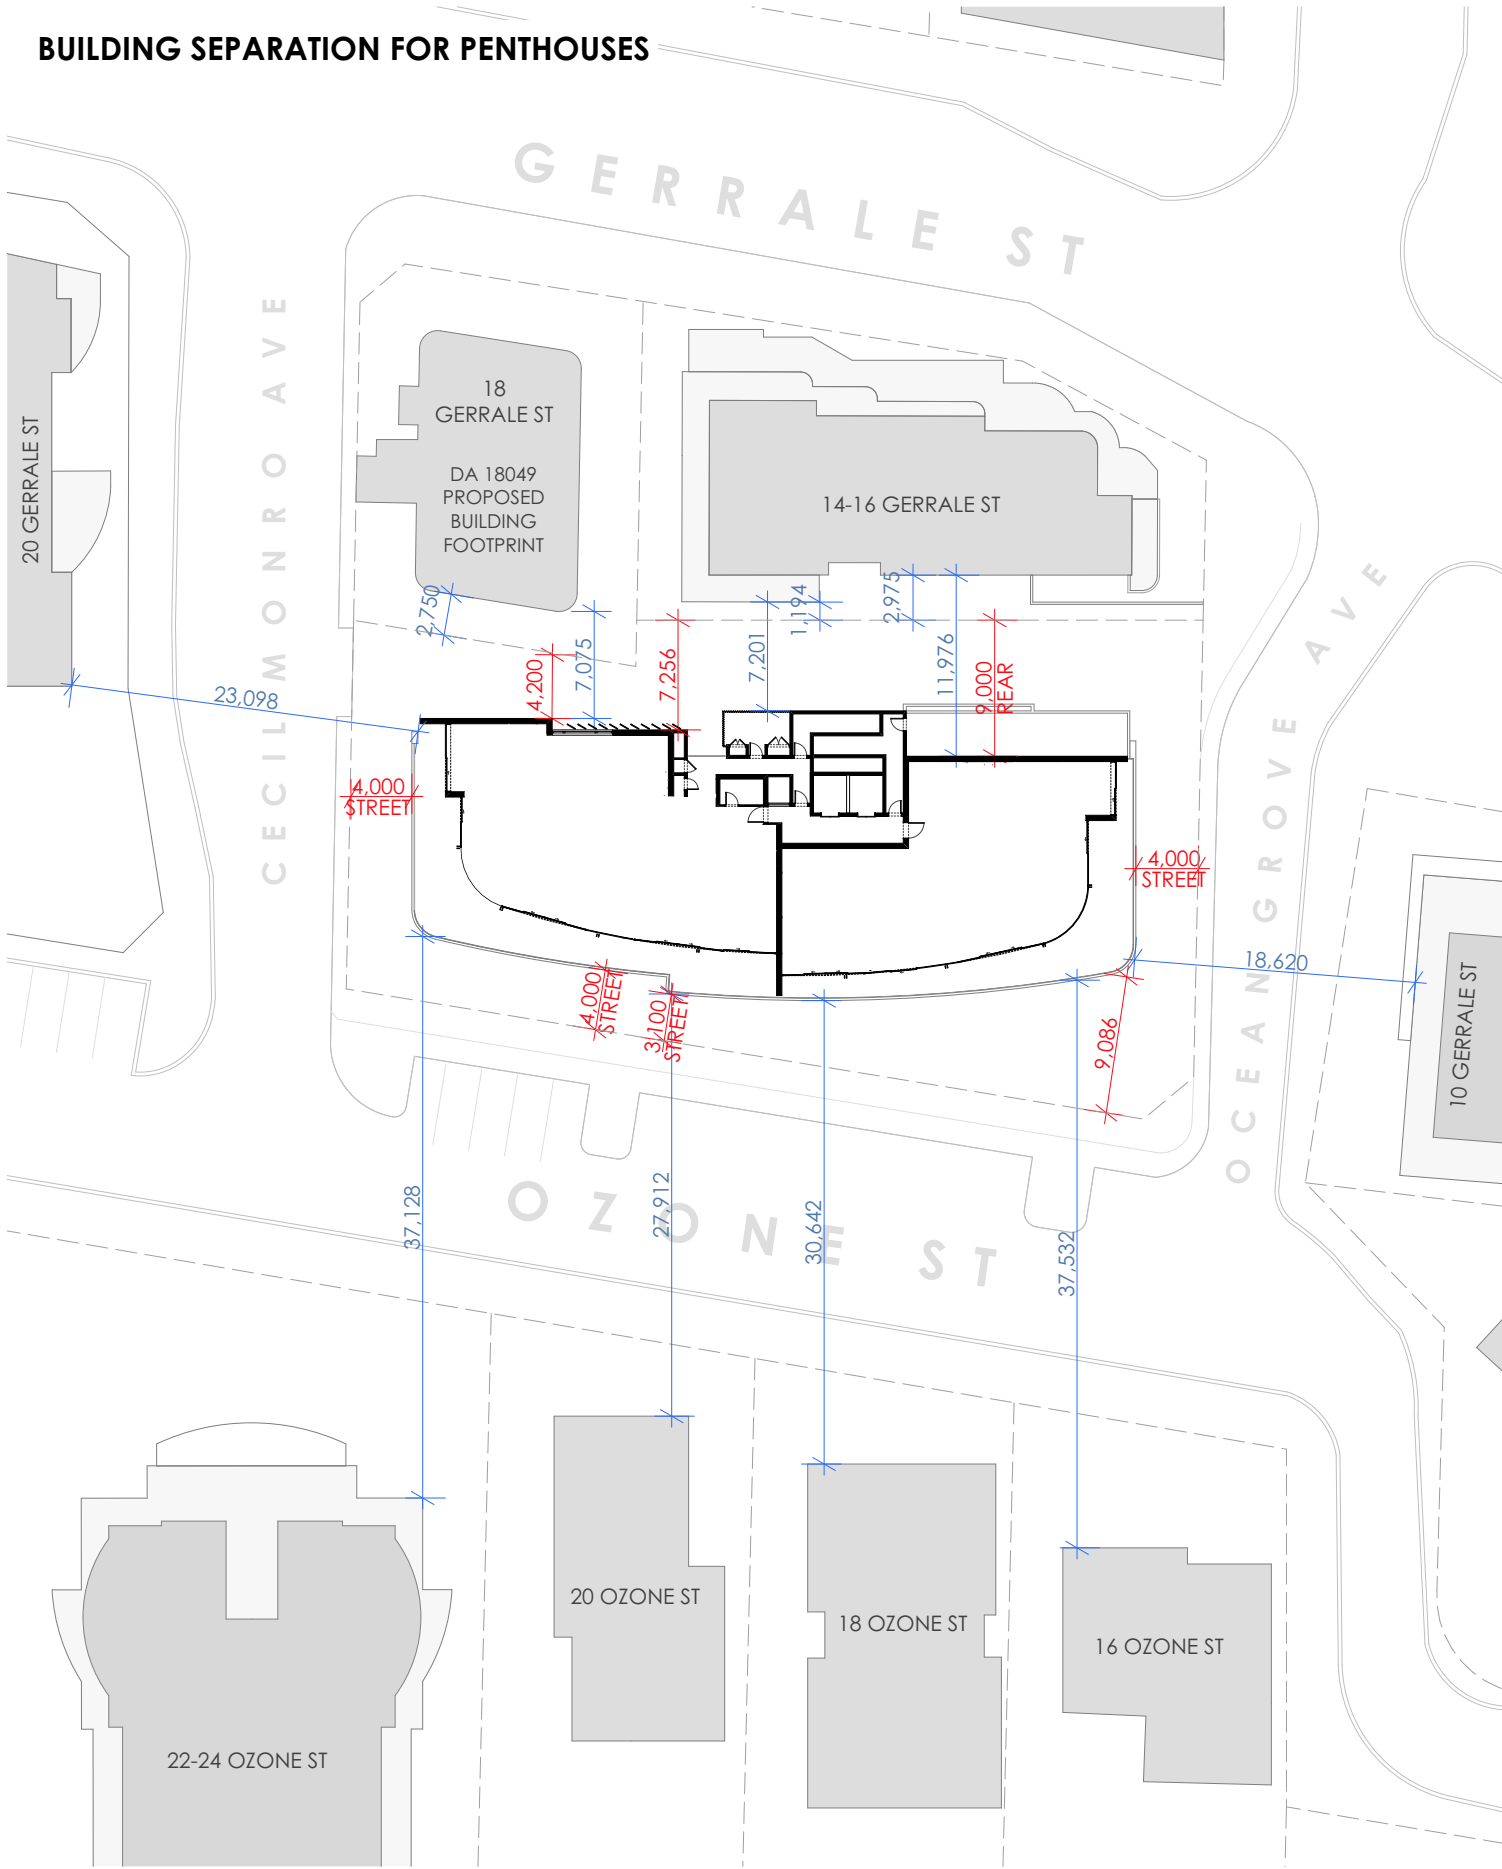 BUILDING SEPARATION FOR PENTHOUSES
GERRALE ST
CECIL MONRO AVE
20 GERRALE ST
18
GERRALE ST
DA 18049
PROPOSED
BUILDING
FOOTPRINT
14-16 GERRALE ST
2,750
4,200
7,075
7,256
7,201
1,194
2,975
11,976
9,000
REAR
23,098
4,000
STREET
4,000
STREET
OCEAN GROVE AVE
18,620
10 GERRALE ST
4,000
STREET
3,100
STREET
9,086
37,128
27,912
30,642
37,532
OZONE ST
20 OZONE ST
18 OZONE ST
16 OZONE ST
22-24 OZONE ST